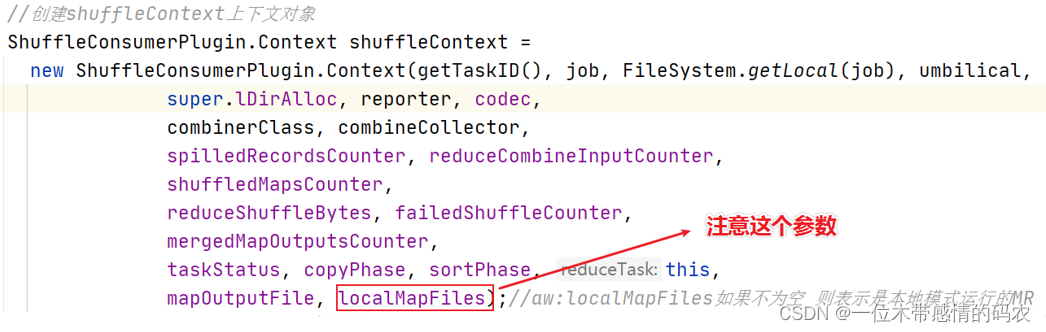 //创建shuffleContext上下文对象
ShuffleConsumerPlugin.Context shuffleContext =
new ShuffleConsumerPlugin.Context(getTaskID(), job, FileSystem.getLocal(job), umbilical,
super.lDirAlloc, reporter, codec,
combinerClass, combineCollector,
spilledRecordsCounter, reduceCombineInputCounter,
shuffledMapsCounter,
reduceShuffleBytes, failedShuffleCounter,
注意这个参数
mergedMapOutputsCounter,
taskStatus, copyPhase, sortPhase, reduceTask: this,
mapOutputFile, localMapFiles);//aw:localMapFiles如果不为空 则表示是本地模式运行的MR
CSDN @一位木带感情的码农